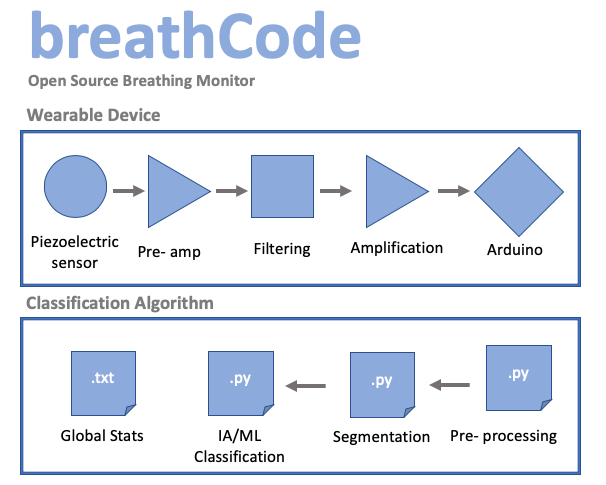 breathCode
Open Source Breathing Monitor
Wearable Device
Piezoelectric
sensor
Pre- amp
Filtering
Amplification
Arduino
Classification Algorithm
.txt
.py
.py
.py
Global Stats
IA/ML
Classification
Segmentation
Pre- processing